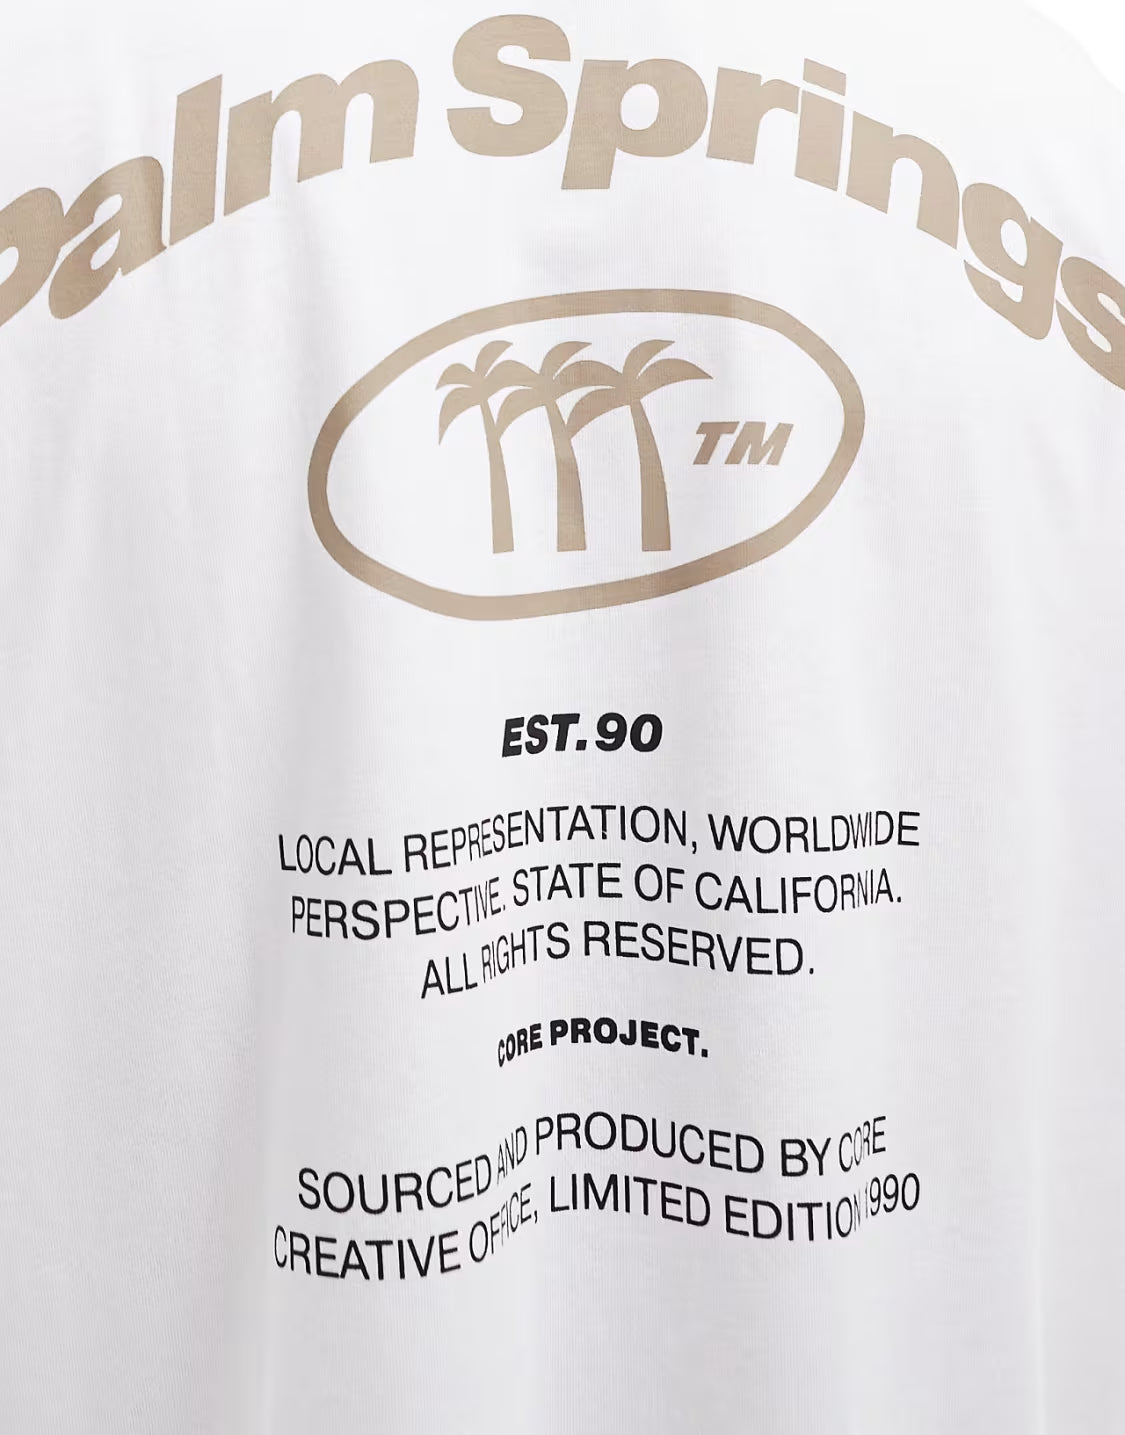 Palm Springs
TM
EST. 90
LOCAL REPRESENTATION, WORLDWIDE
PERSPECTIVE. STATE OF CALIFORNIA.
ALL RIGHTS RESERVED.
CORE PROJECT.
SOURCED AND PRODUCED BY CORE
CREATIVE OFFICE, LIMITED EDITION 1990